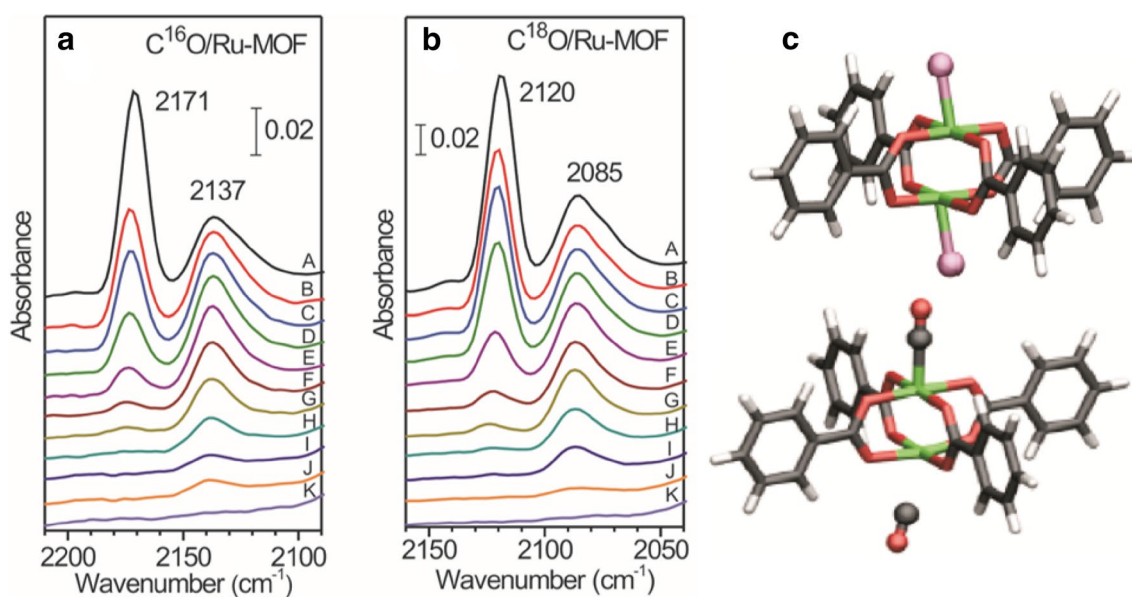 a
C¹⁶O/Ru-MOF
2171
0.02
2137
A
B
C
D
E
F
G
H
I
J
K
Absorbance
2200
2150
2100
Wavenumber (cm⁻¹)
b
C¹⁸O/Ru-MOF
2120
0.02
2085
A
B
C
D
E
F
G
H
I
J
K
Absorbance
2150
2100
2050
Wavenumber (cm⁻¹)
c